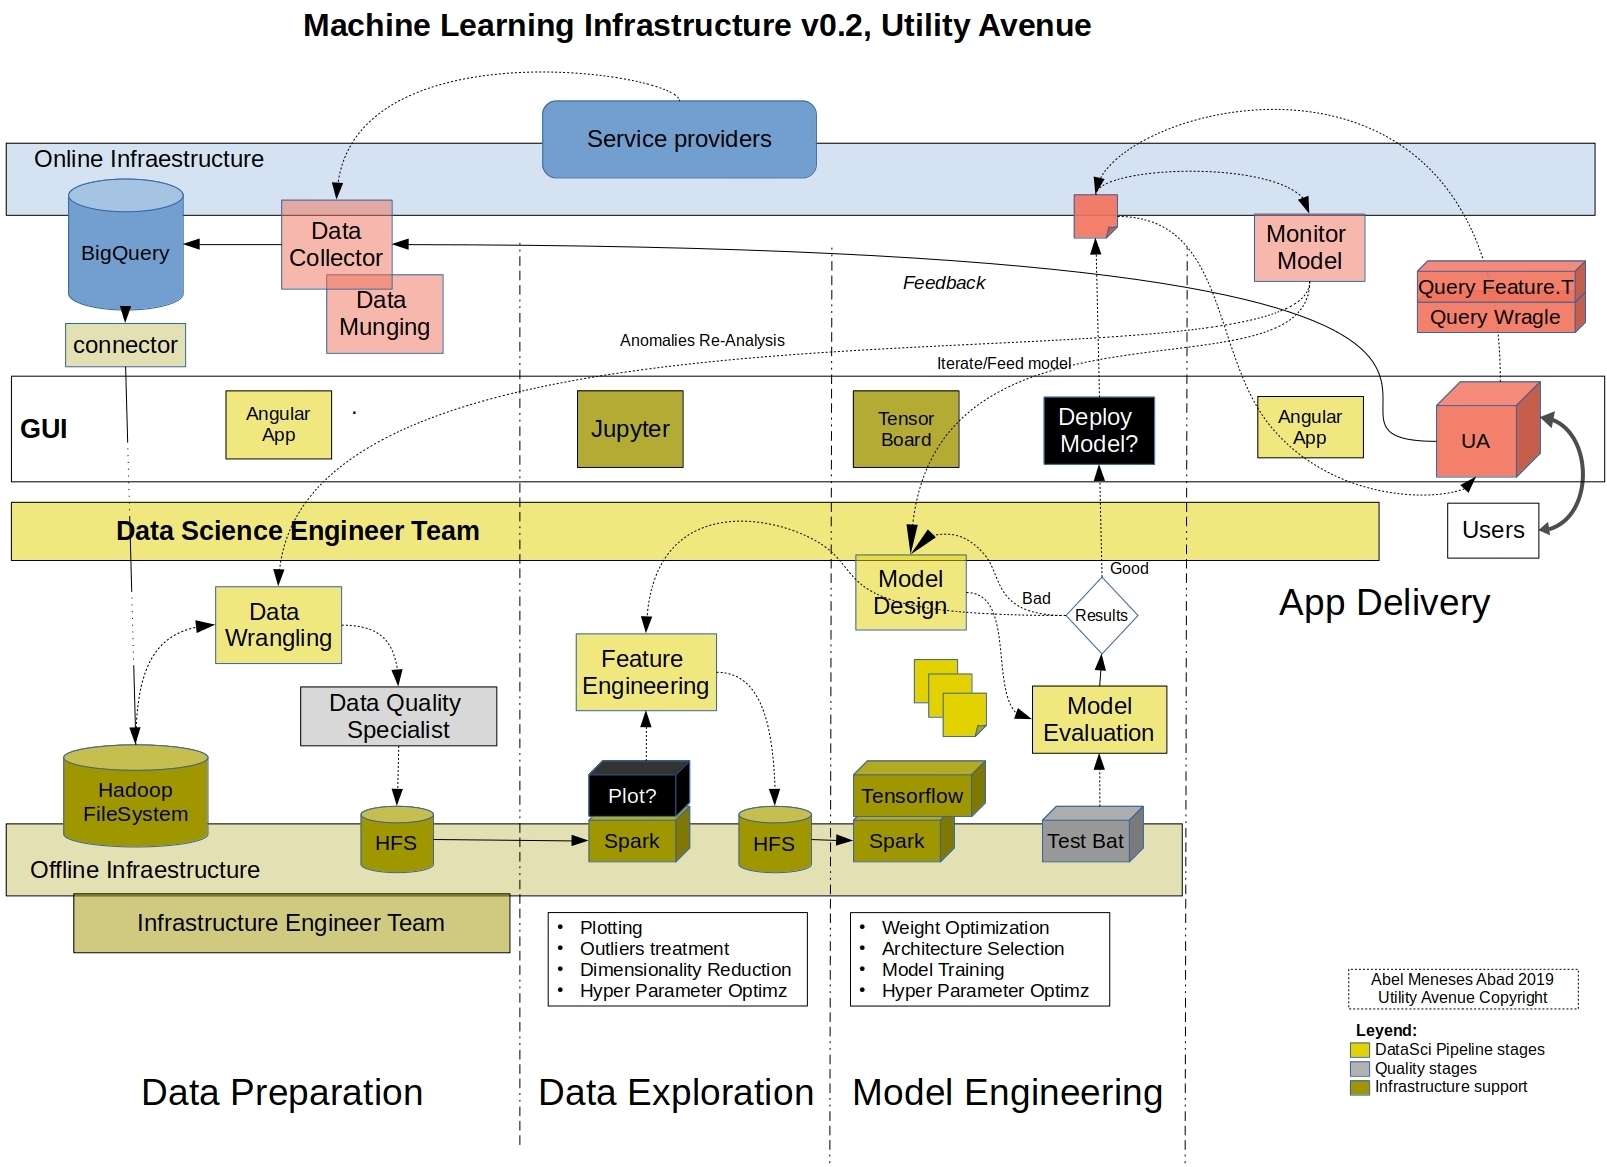 Machine Learning Infrastructure v0.2, Utility Avenue
Service providers
Online Infraestructure
BigQuery
Data
Collector
Data
Munging
connector
Monitor
Model
Query Feature.T
Query Wragle
Feedback
Anomalies Re-Analysis
Iterate/Feed model
GUI
Angular
App
Jupyter
Tensor
Board
Deploy
Model?
Angular
App
UA
Users
Data Science Engineer Team
Good
Bad
Results
Model
Design
App Delivery
Data
Wrangling
Feature
Engineering
Data Quality
Specialist
Model
Evaluation
Hadoop
FileSystem
Plot?
Tensorflow
HFS
Spark
HFS
Spark
Test Bat
Offline Infraestructure
Infrastructure Engineer Team
• Plotting
• Outliers treatment
• Dimensionality Reduction
• Hyper Parameter Optimz
• Weight Optimization
• Architecture Selection
• Model Training
• Hyper Parameter Optimz
Abel Meneses Abad 2019
Utility Avenue Copyright
Leyend:
DataSci Pipeline stages
Quality stages
Infrastructure support
Data Preparation
Data Exploration
Model Engineering